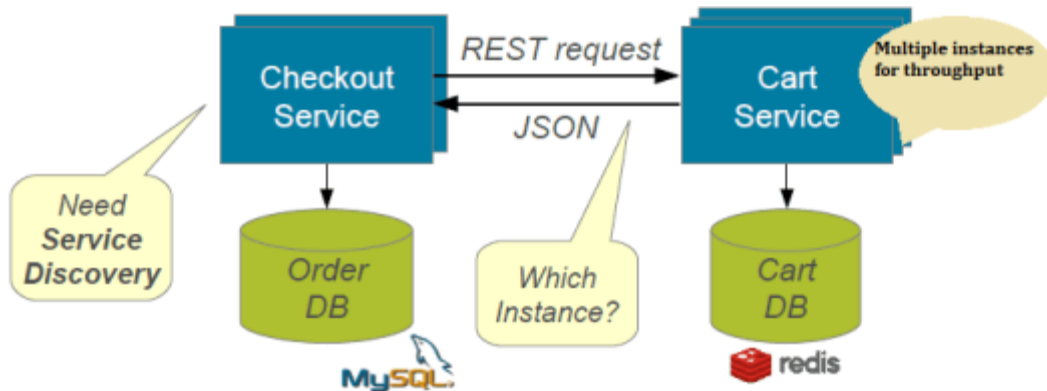 REST request
Multiple instances
for throughput
Checkout
Service
Cart
Service
JSON
Need
Service
Discovery
Order
DB
Which
Instance?
Cart
DB
MySQL.
redis